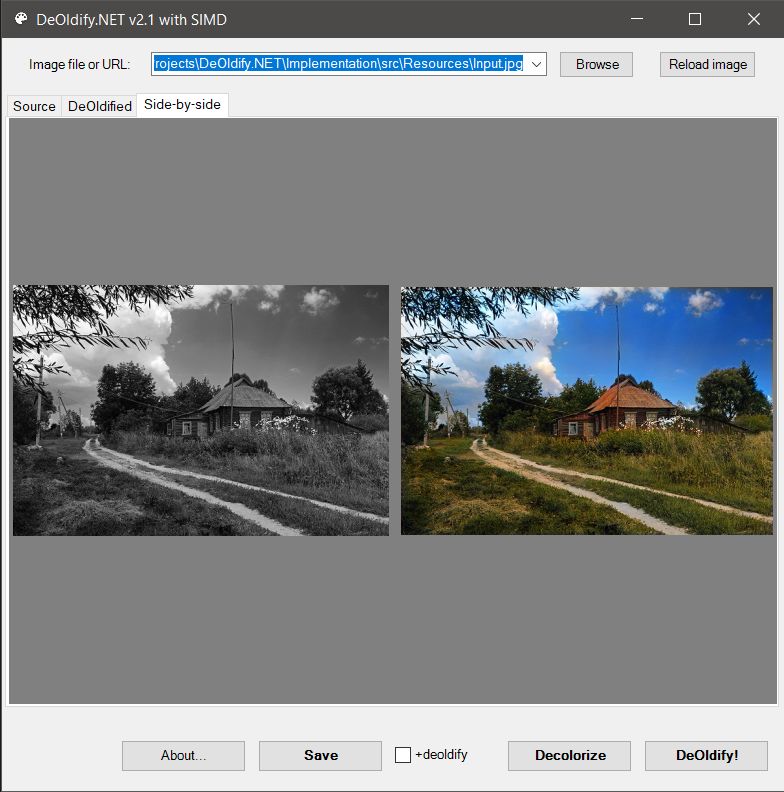 DeOldify.NET v2.1 with SIMD
Image file or URL: rojects\DeOldify.NET\Implementation\src\Resources\Input.jpg Browse Reload image
Source DeOldified Side-by-side
About... Save +deoldify Decolorize DeOldify!